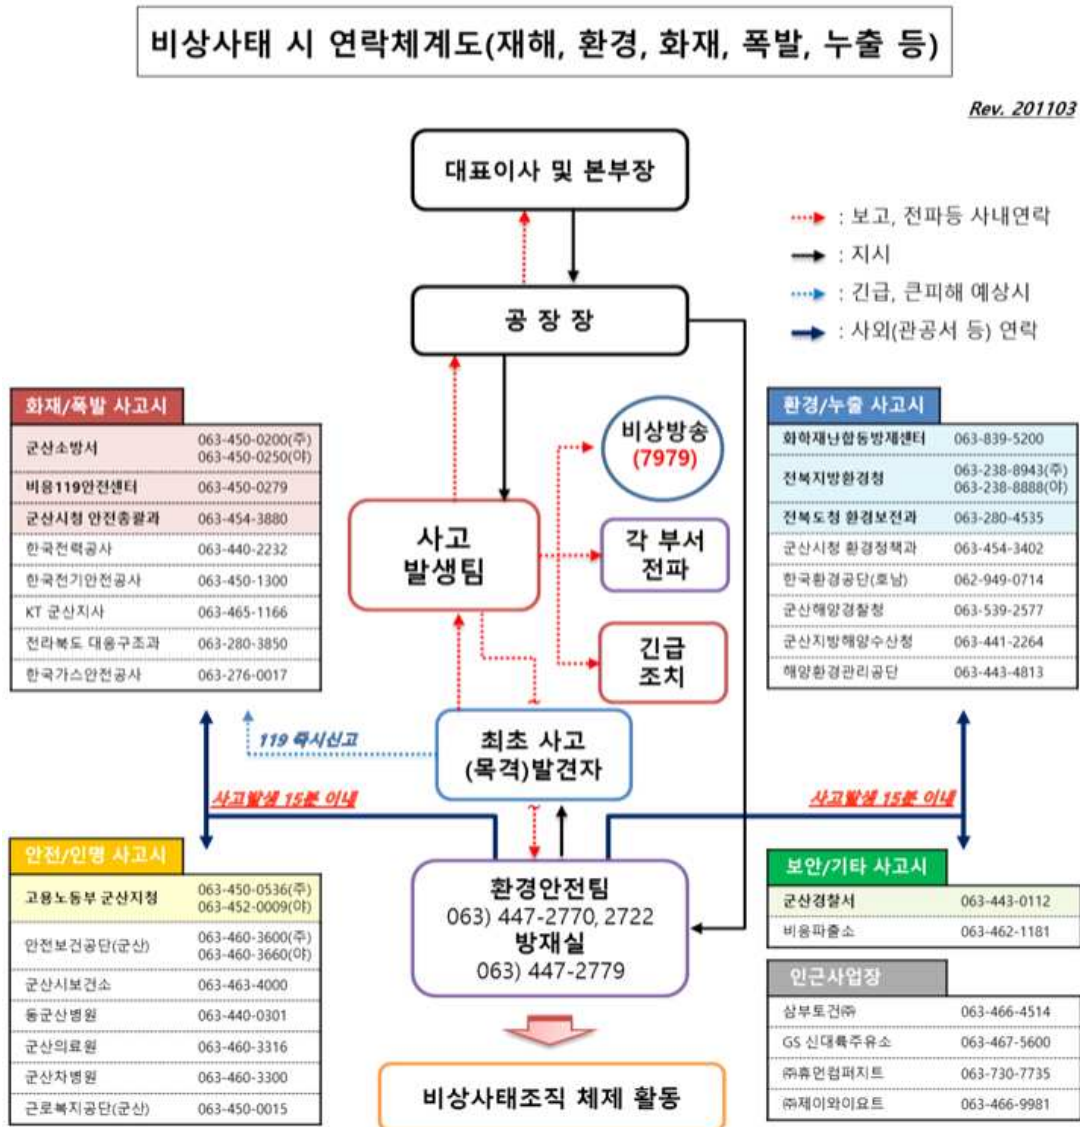 비상사태 시 연락체계도(재해, 환경, 화재, 폭발, 누출 등)
Rev. 201103
대표이사 및 본부장
: 보고, 전파등 사내연락
: 지시
: 긴급, 큰피해 예상시
: 사외(관공서 등) 연락
공 장 장
화재/폭발 사고시
군산소방서 063-450-0200(주)
063-450-0250(야)
비응119안전센터 063-450-0279
군산시청 안전총괄과 063-454-3880
한국전력공사 063-440-2232
한국전기안전공사 063-450-1300
KT 군산지사 063-465-1166
전라북도 대응구조과 063-280-3850
한국가스안전공사 063-276-0017
비상방송
(7979)
사고
발생팀
각 부서
전파
긴급
조치
환경/누출 사고시
화학재난합동방제센터 063-839-5200
전북지방환경청 063-238-8943(주)
063-238-8888(야)
전북도청 환경보전과 063-280-4535
군산시청 환경정책과 063-454-3402
한국환경공단(호남) 062-949-0714
군산해양경찰청 063-539-2577
군산지방해양수산청 063-441-2264
해양환경관리공단 063-443-4813
119 즉시신고
최초 사고
(목격)발견자
사고발생 15분 이내
사고발생 15분 이내
안전/인명 사고시
고용노동부 군산지청 063-450-0536(주)
063-452-0009(야)
안전보건공단(군산) 063-460-3600(주)
063-460-3660(야)
군산시보건소 063-463-4000
동군산병원 063-440-0301
군산의료원 063-460-3316
군산차병원 063-460-3300
근로복지공단(군산) 063-450-0015
환경안전팀
063) 447-2770, 2722
방재실
063) 447-2779
비상사태조직 체제 활동
보안/기타 사고시
군산경찰서 063-443-0112
비응파출소 063-462-1181
인근사업장
삼부토건㈜ 063-466-4514
GS 신대륙주유소 063-467-5600
㈜휴먼컴퍼지트 063-730-7735
㈜제이와이요트 063-466-9981